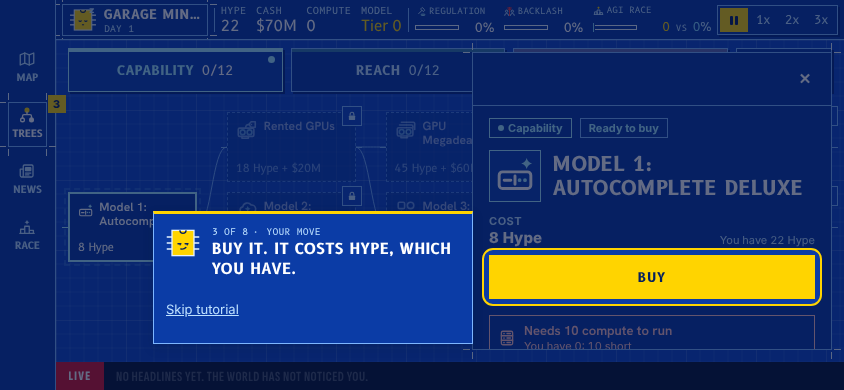 GARAGE MIN...
DAY 1
HYPE
22
CASH
$70M
COMPUTE
0
MODEL
Tier 0
REGULATION
0%
BACKLASH
0%
AGI RACE
0 VS 0%
1x
2x
3x
MAP
TREES
3
NEWS
RACE
CAPABILITY 0/12
REACH 0/12
Rented GPUs
18 Hype + $20M
GPU
45 Hype +
Model 1:
8 Hype
Model 2:
Model 3:
3 OF 8 · YOUR MOVE
BUY IT. IT COSTS HYPE, WHICH
YOU HAVE.
Skip tutorial
×
Capability
Ready to buy
MODEL 1:
AUTOCOMPLETE DELUXE
COST
8 Hype
You have 22 Hype
BUY
Needs 10 compute to run
You have 0: 10 short
LIVE
NO HEADLINES YET. THE WORLD HAS NOT NOTICED YOU.